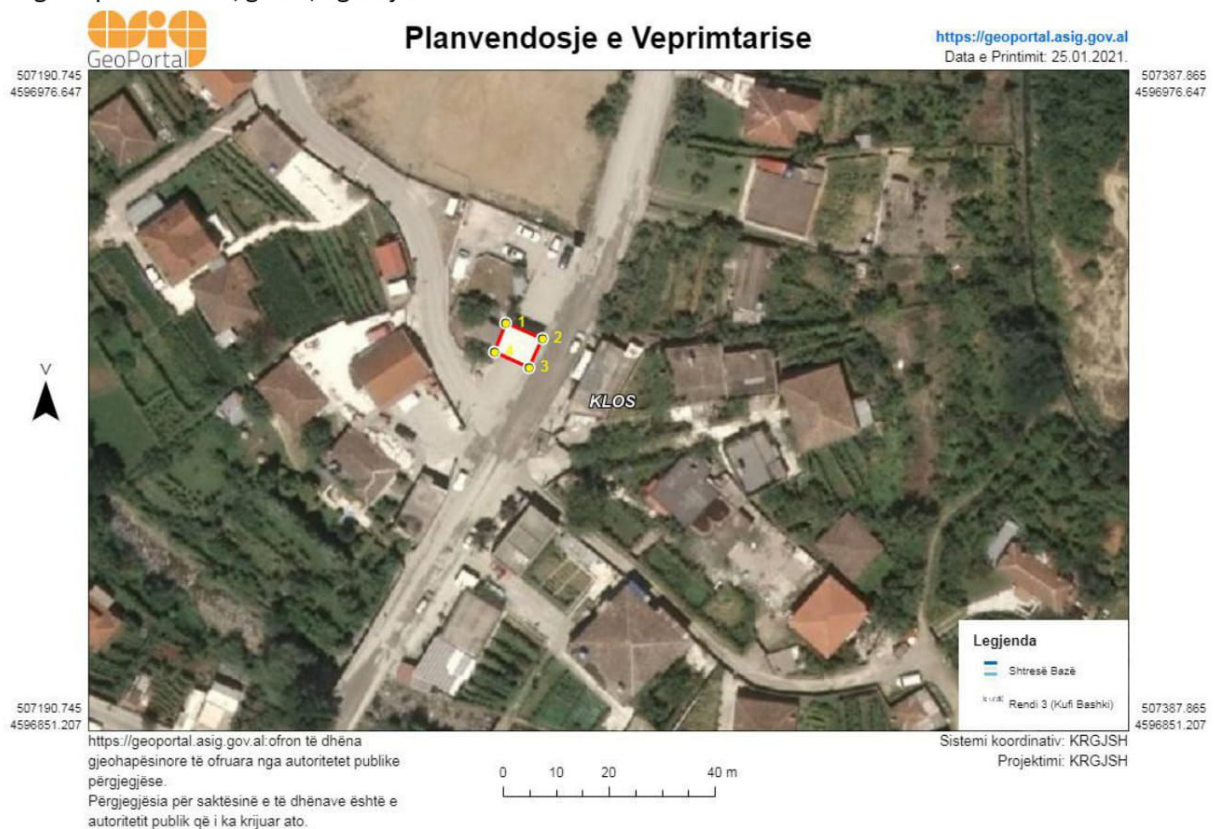 asig
GeoPortal
Planvendosje e Veprimtarise
https://geoportal.asig.gov.al
Data e Printimit: 25.01.2021.
507190.745
4596976.647
507387.865
4596976.647
1
2
4
3
V
KLOS
Legjenda
Shtresë Bazë
Rendi 3 (Kufi Bashki)
507190.745
4596851.207
507387.865
4596851.207
https://geoportal.asig.gov.al:ofron të dhëna
gjeohapësinore të ofruara nga autoritetet publike
përgjegjëse.
Përgjegjësia për saktësinë e të dhënave është e
autoritetit publik që i ka krijuar ato.
0 10 20 40 m
Sistemi koordinativ: KRGJSH
Projektimi: KRGJSH